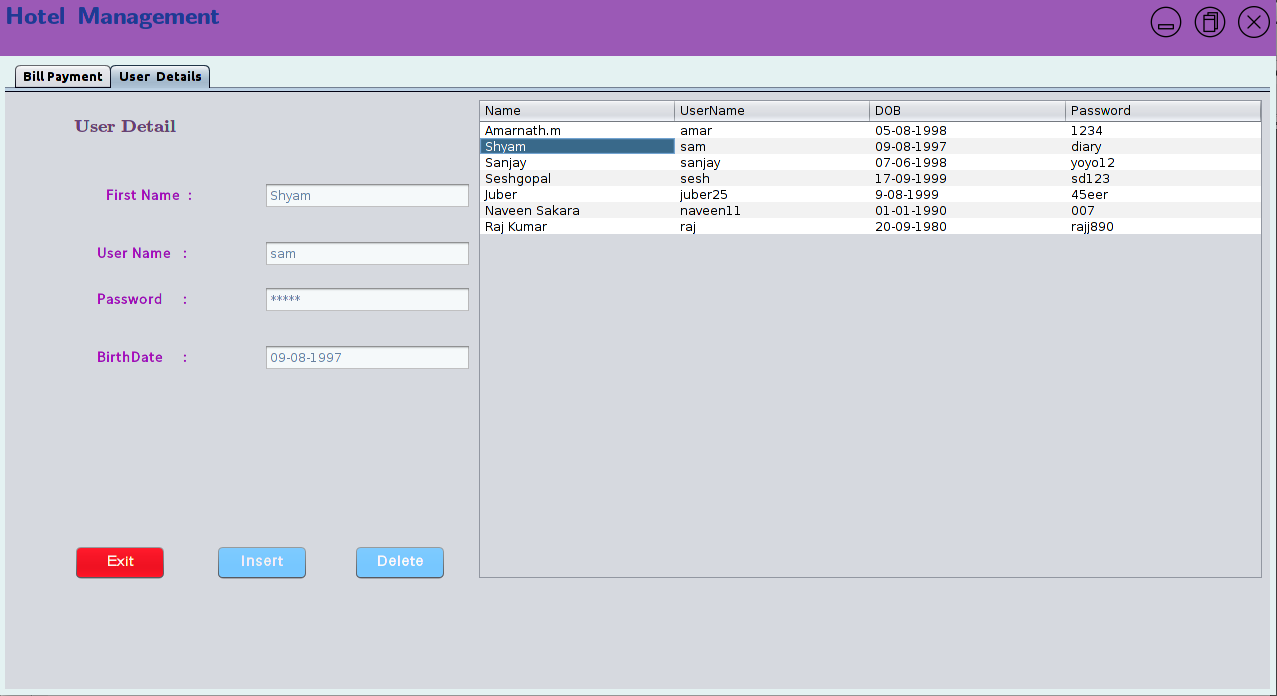 Hotel Management
Bill Payment User Details
User Detail
First Name : Shyam
User Name : sam
Password : *****
BirthDate : 09-08-1997
Exit Insert Delete
Name UserName DOB Password
Amarnath.m amar 05-08-1998 1234
Shyam sam 09-08-1997 diary
Sanjay sanjay 07-06-1998 yoyo12
Seshgopal sesh 17-09-1999 sd123
Juber juber25 9-08-1999 45eer
Naveen Sakara naveen11 01-01-1990 007
Raj Kumar raj 20-09-1980 rajj890